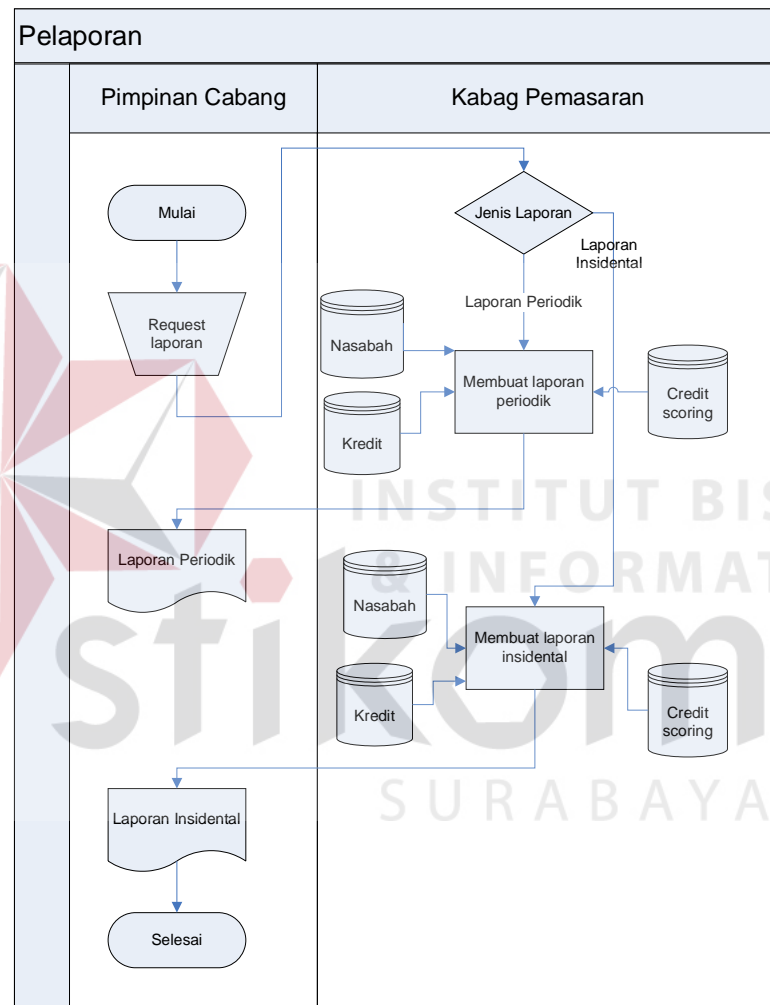 Pelaporan
Pimpinan Cabang
Kabag Pemasaran
Mulai
Jenis Laporan
Laporan
Insidental
Request
laporan
Laporan Periodik
Nasabah
Membuat laporan
periodik
Credit
scoring
Kredit
INSTITUT BIS
Laporan Periodik
& INFORMAT
Nasabah
stikom
Membuat laporan
insidental
Kredit
Credit
scoring
SURABAYA
Laporan Insidental
Selesai